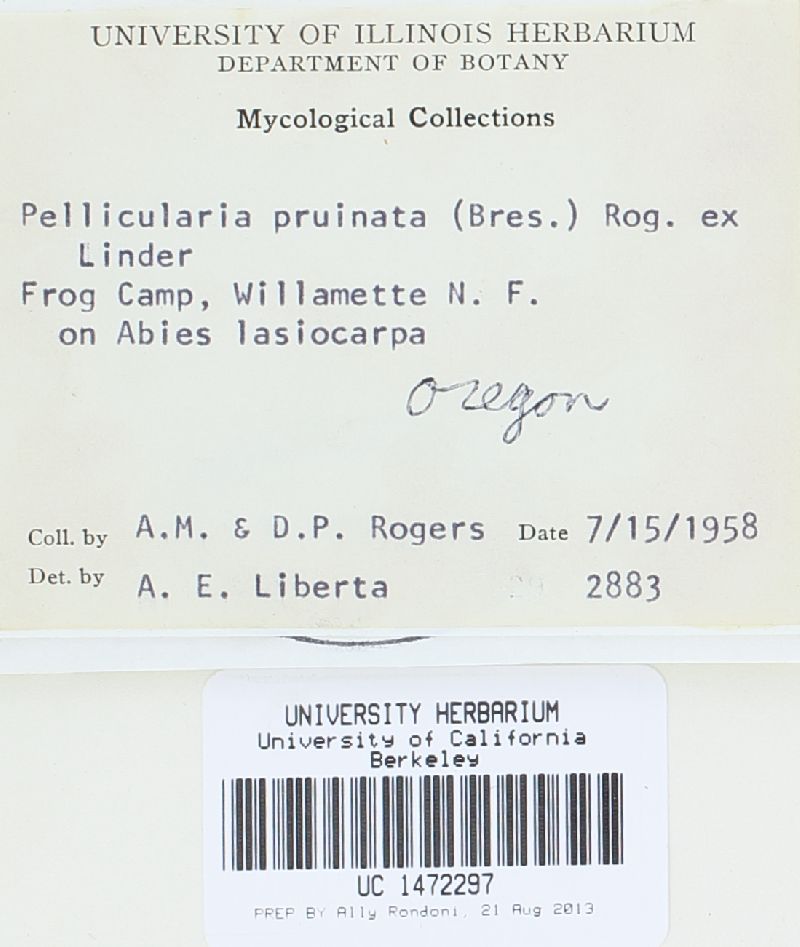 UNIVERSITY OF ILLINOIS HERBARIUM
DEPARTMENT OF BOTANY
Mycological Collections
Pellicularia pruinata (Bres.) Rog. ex
Linder
Frog Camp, Willamette N. F.
on Abies lasiocarpa
Oregon
Coll. by A.M. & D.P. Rogers Date 7/15/1958
Det. by A. E. Liberta 2883
UNIVERSITY HERBARIUM
University of California
Berkeley
UC 1472297
PREP BY Ally Rondoni, 21 Aug 2013